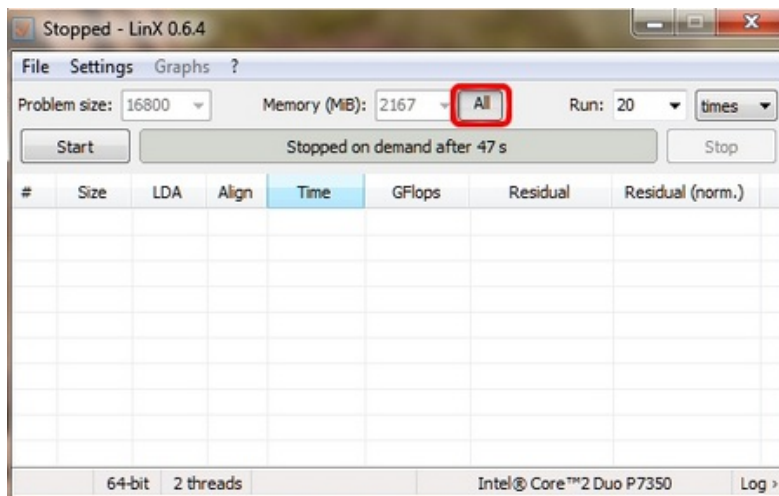 Stopped - LinX 0.6.4
File Settings Graphs ?
Problem size: 16800 Memory (MiB): 2167 All Run: 20 times
Start Stopped on demand after 47 s Stop
# Size LDA Align Time GFlops Residual Residual (norm.)
64-bit 2 threads Intel® Core™2 Duo P7350 Log ›